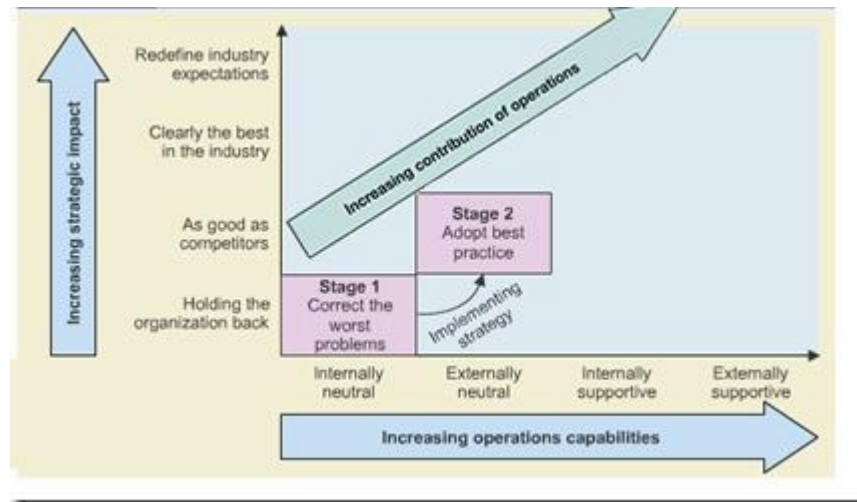 Redefine industry
expectations
Clearly the best
in the industry
As good as
competitors
Holding the
organization back
Increasing strategic impact
Increasing contribution of operations
Stage 2
Adopt best
practice
Stage 1
Correct the
worst
problems
Implementing
strategy
Internally
neutral
Externally
neutral
Internally
supportive
Externally
supportive
Increasing operations capabilities